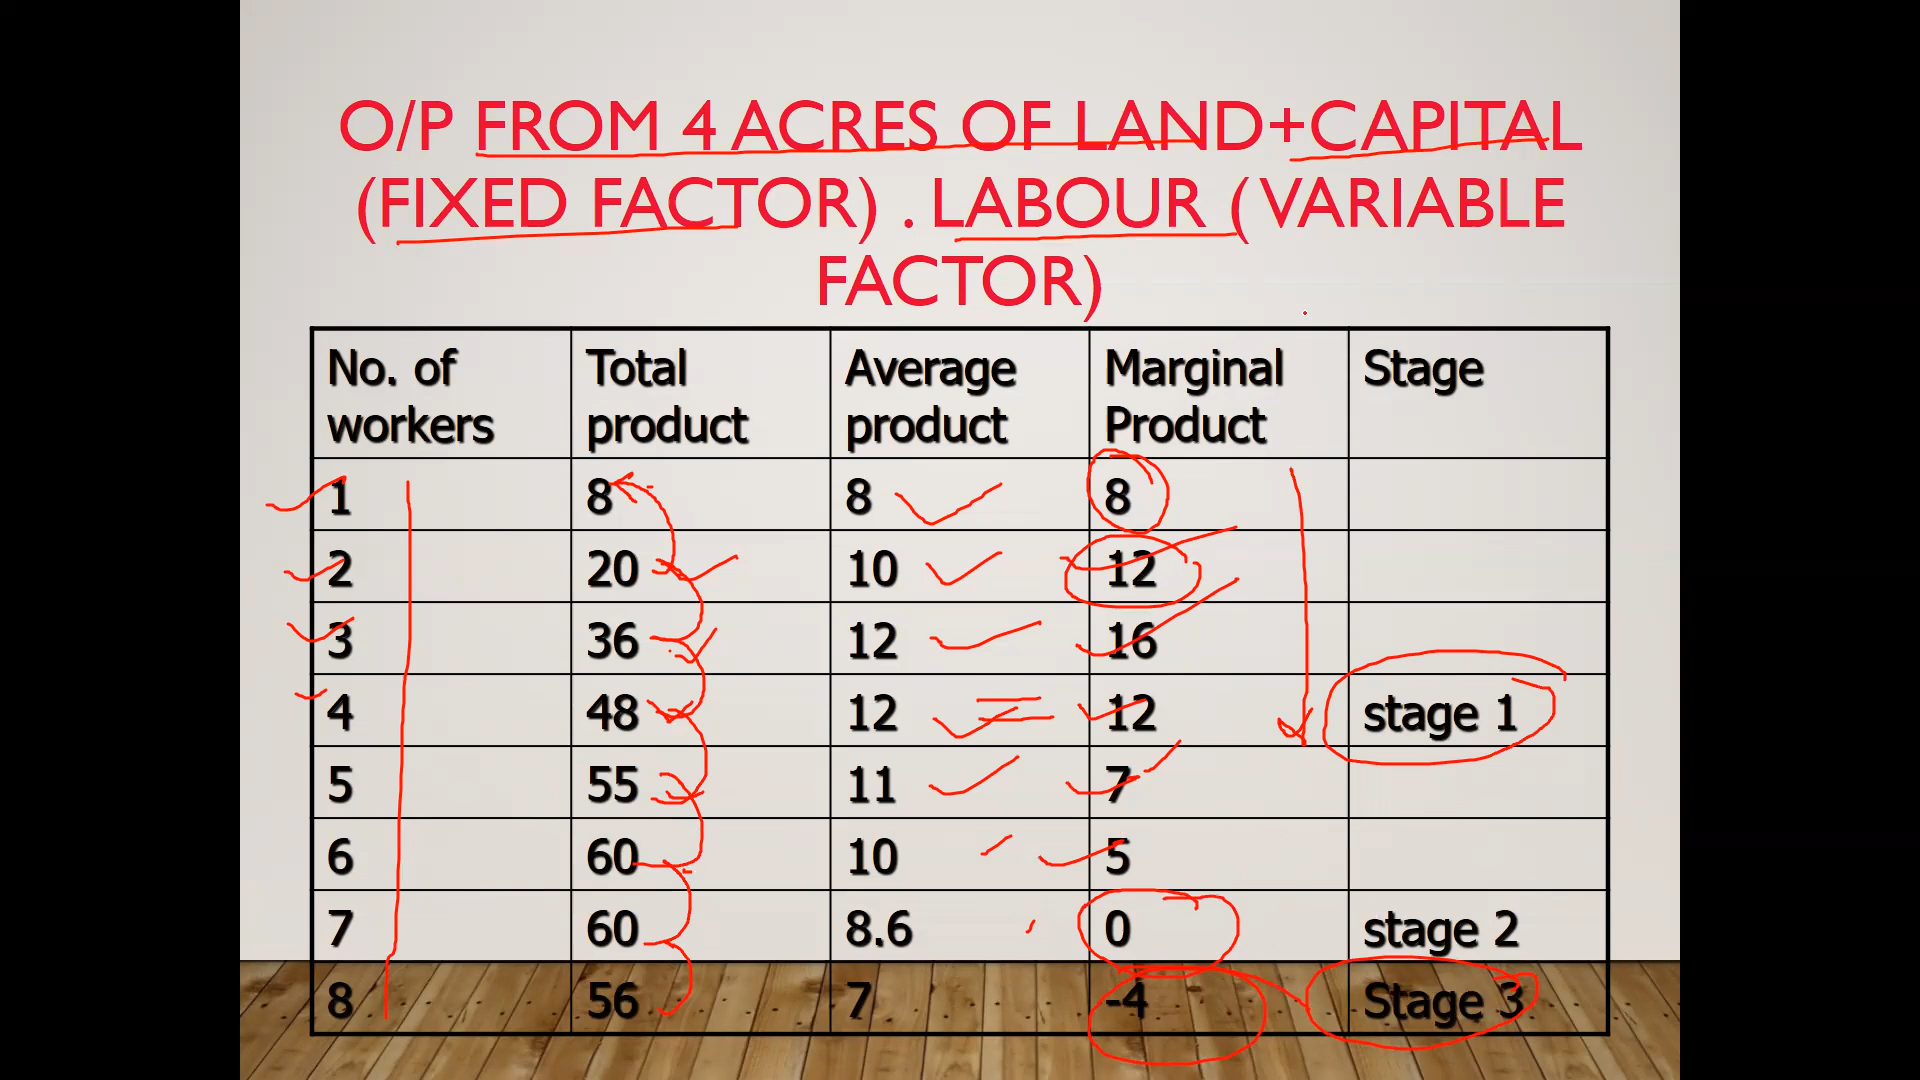 O/P FROM 4 ACRES OF LAND+CAPITAL
(FIXED FACTOR) . LABOUR ( VARIABLE
FACTOR)
No. of workers Total product Average product Marginal Product Stage
1 8 8 8
2 20 10 12
3 36 12 16
4 48 12 12 stage 1
5 55 11 7
6 60 10 5
7 60 8.6 0 stage 2
8 56 7 -4 Stage 3